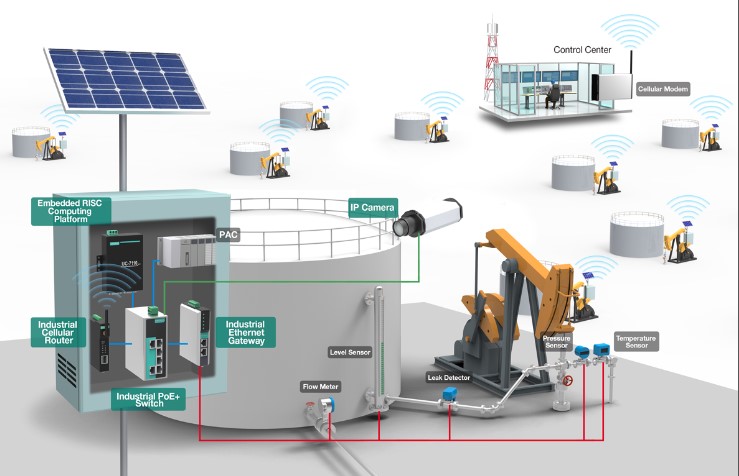 Control Center
Cellular Modem
Embedded RISC
Computing
Platform
PAC
IP Camera
Industrial
Cellular
Router
Industrial
Ethernet
Gateway
Industrial PoE+
Switch
Level Sensor
Flow Meter
Leak Detector
Pressure
Sensor
Temperature
Sensor